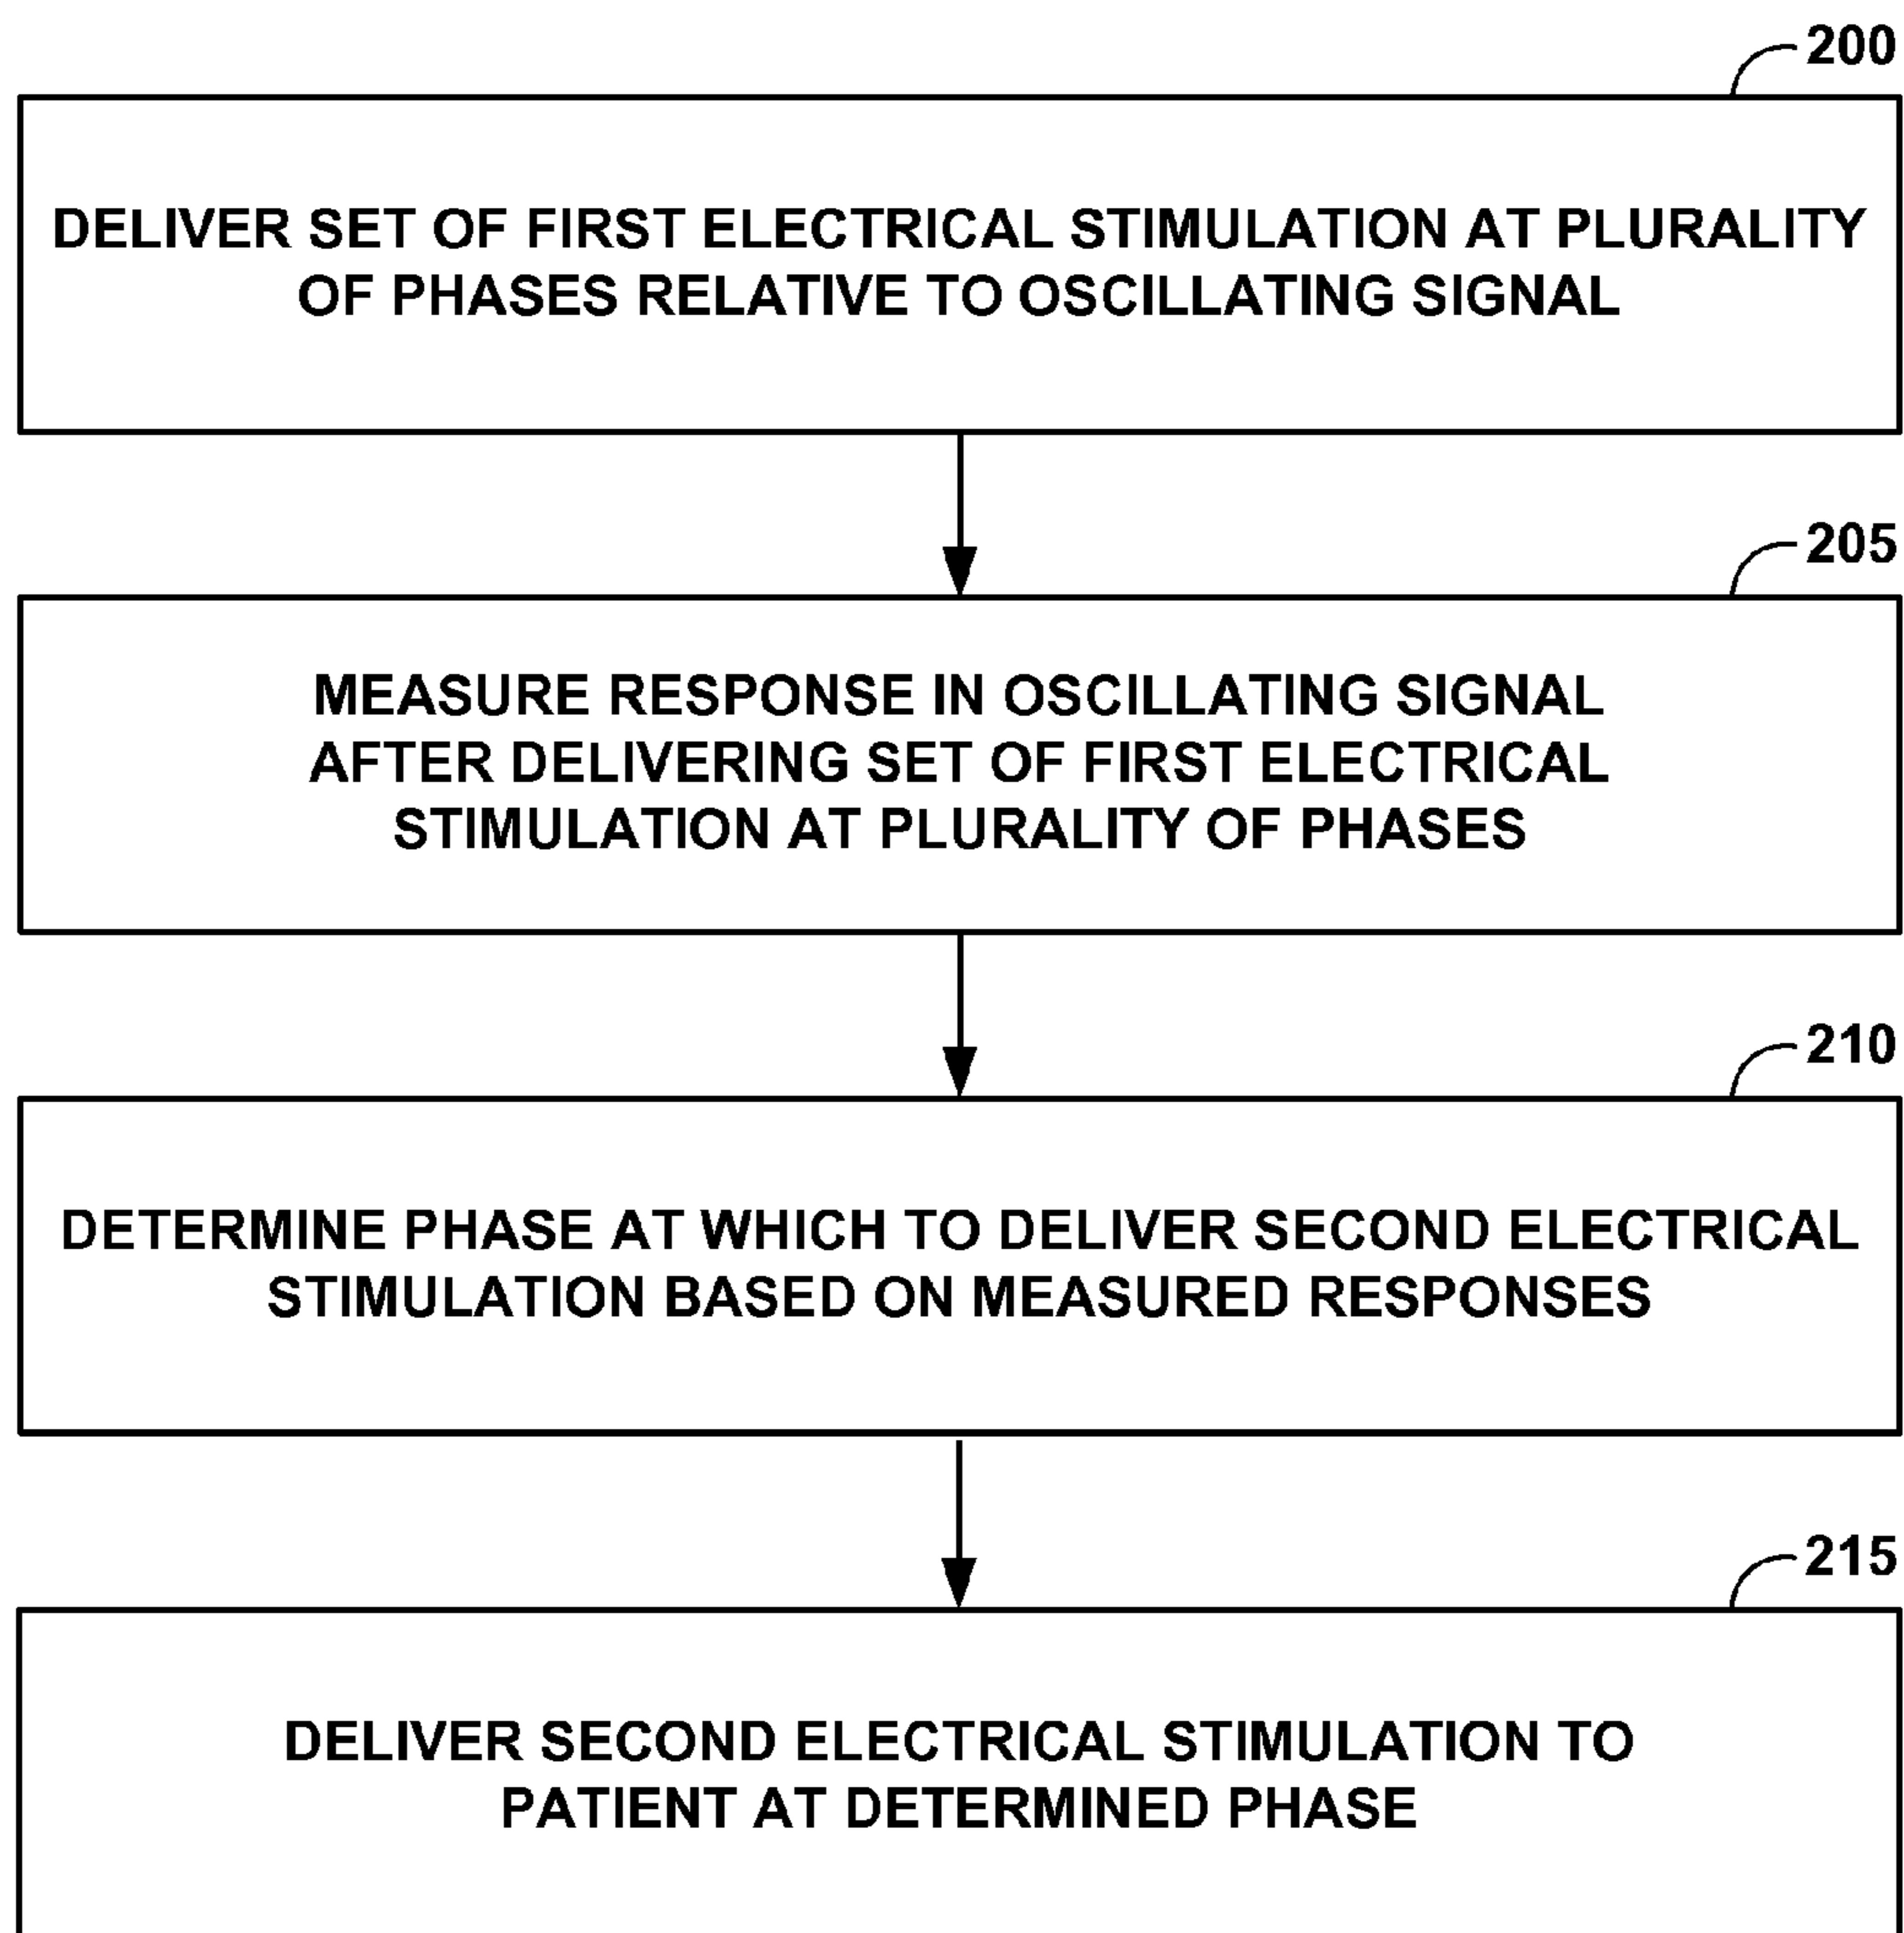 200
DELIVER SET OF FIRST ELECTRICAL STIMULATION AT PLURALITY
OF PHASES RELATIVE TO OSCILLATING SIGNAL
205
MEASURE RESPONSE IN OSCILLATING SIGNAL
AFTER DELIVERING SET OF FIRST ELECTRICAL
STIMULATION AT PLURALITY OF PHASES
210
DETERMINE PHASE AT WHICH TO DELIVER SECOND ELECTRICAL
STIMULATION BASED ON MEASURED RESPONSES
215
DELIVER SECOND ELECTRICAL STIMULATION TO
PATIENT AT DETERMINED PHASE